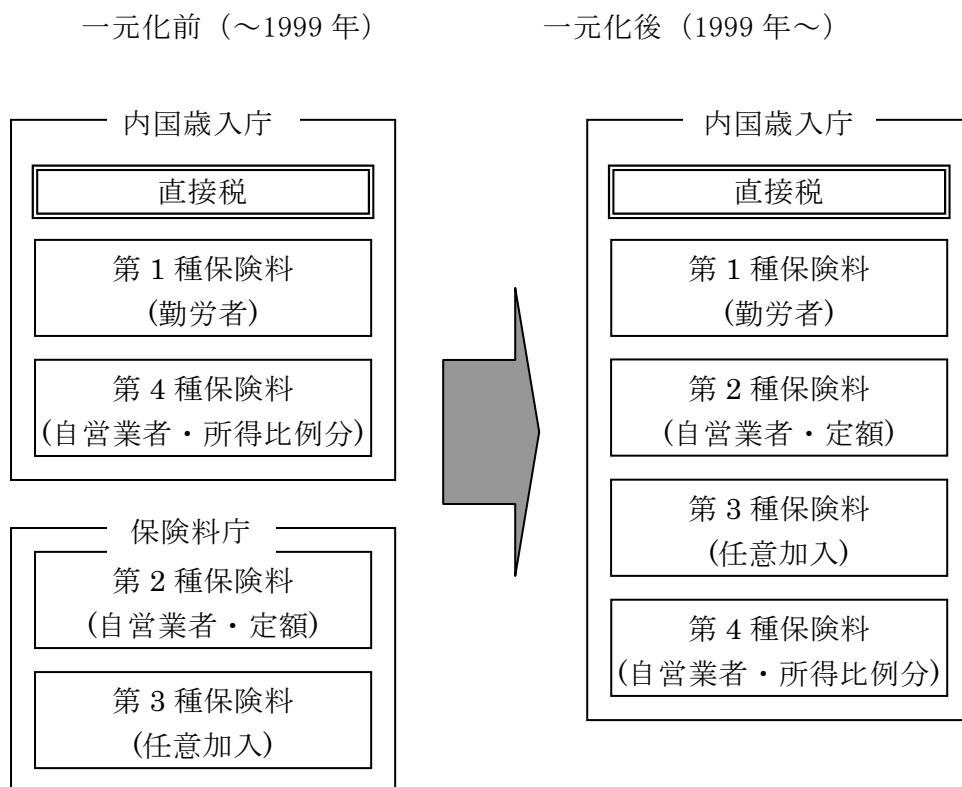 一元化前（～1999 年）
内国歳入庁
直接税
第 1 種保険料
(勤労者)
第 4 種保険料
(自営業者・所得比例分)
保険料庁
第 2 種保険料
(自営業者・定額)
第 3 種保険料
(任意加入)
一元化後（1999 年～）
内国歳入庁
直接税
第 1 種保険料
(勤労者)
第 2 種保険料
(自営業者・定額)
第 3 種保険料
(任意加入)
第 4 種保険料
(自営業者・所得比例分)